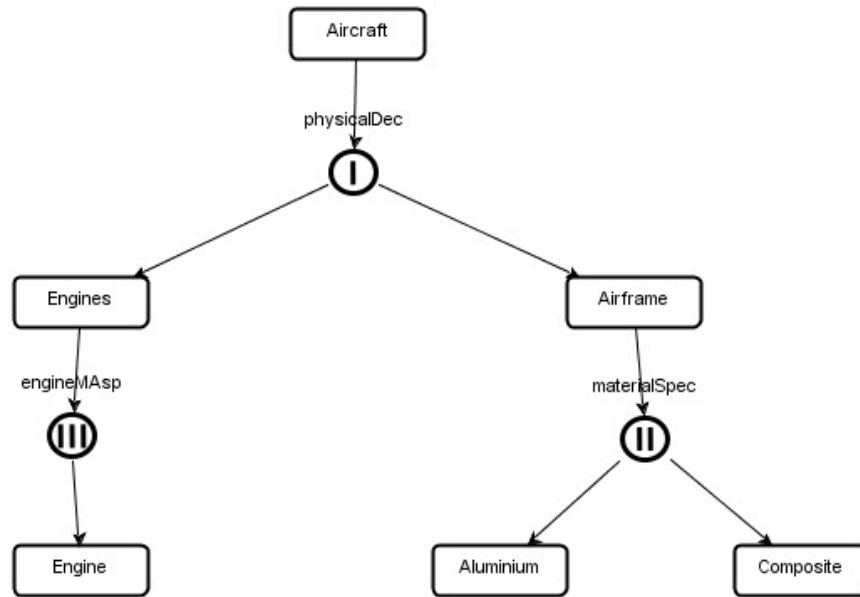 Aircraft
physicalDec
I
Engines
Airframe
engineMAsp
materialSpec
III
II
Engine
Aluminium
Composite